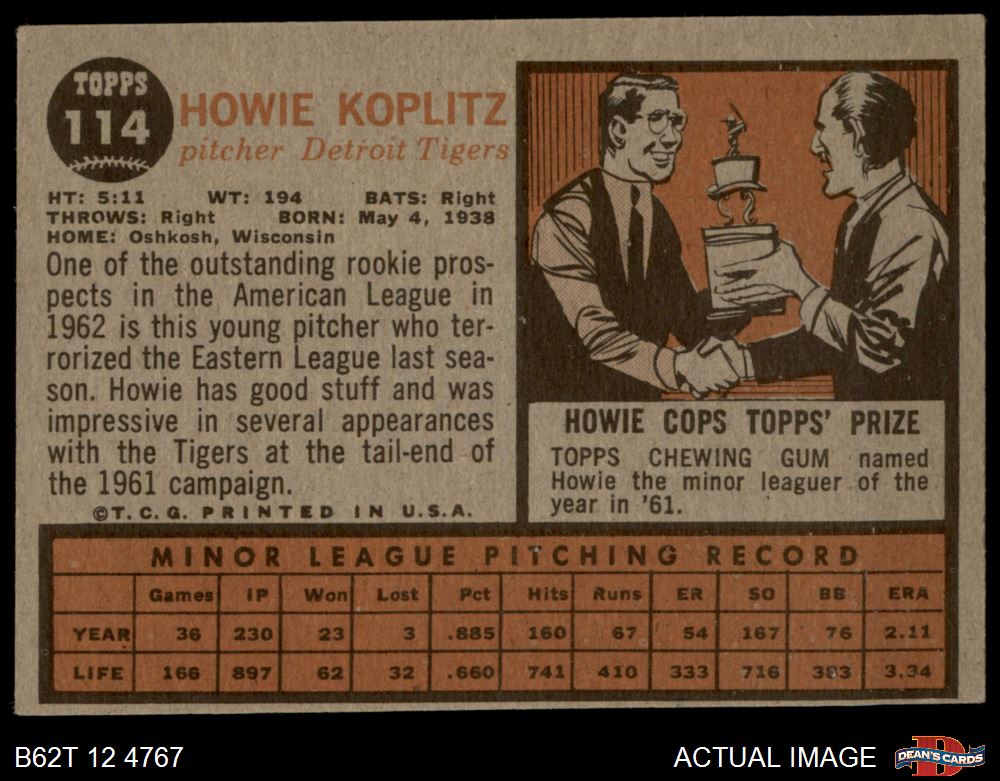 TOPPS
114
HOWIE KOPLITZ
pitcher Detroit Tigers
HT: 5:11 WT: 194 BATS: Right
THROWS: Right BORN: May 4, 1938
HOME: Oshkosh, Wisconsin
One of the outstanding rookie pros-
pects in the American League in
1962 is this young pitcher who ter-
rorized the Eastern League last sea-
son. Howie has good stuff and was
impressive in several appearances
with the Tigers at the tail-end of
the 1961 campaign.
©T.C.G. PRINTED IN U.S.A.
HOWIE COPS TOPPS' PRIZE
TOPPS CHEWING GUM named
Howie the minor leaguer of the
year in '61.
MINOR LEAGUE PITCHING RECORD
Games IP Won Lost Pct Hits Runs ER SO BB ERA
YEAR 36 230 23 3 .885 160 67 54 167 76 2.11
LIFE 166 897 62 32 .660 741 410 333 716 383 3.34
B62T 12 4767
ACTUAL IMAGE
D
DEAN'S CARDS